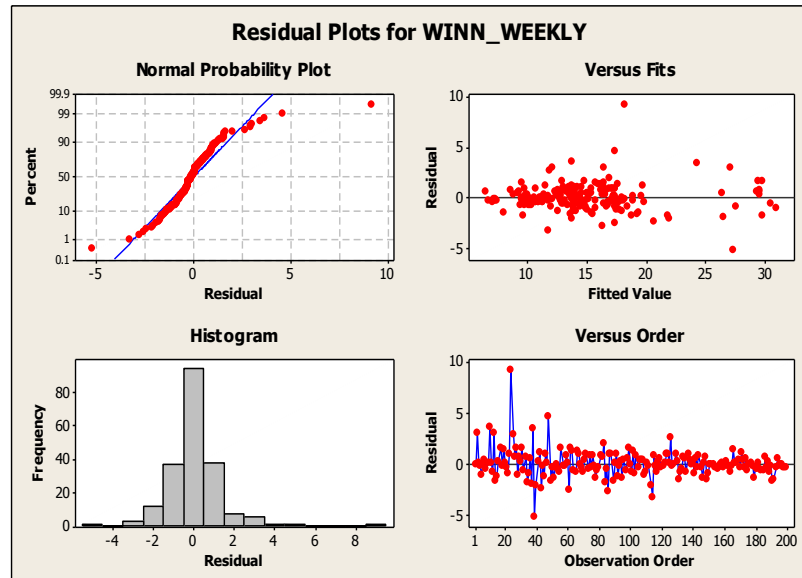 Residual Plots for WINN_WEEKLY
Normal Probability Plot
99.9
99
90
50
10
1
0.1
Percent
-5 0 5 10
Residual
Versus Fits
10
5
0
-5
Residual
10 15 20 25 30
Fitted Value
Histogram
80
60
40
20
0
Frequency
-4 -2 0 2 4 6 8
Residual
Versus Order
10
5
0
-5
Residual
1 20 40 60 80 100 120 140 160 180 200
Observation Order